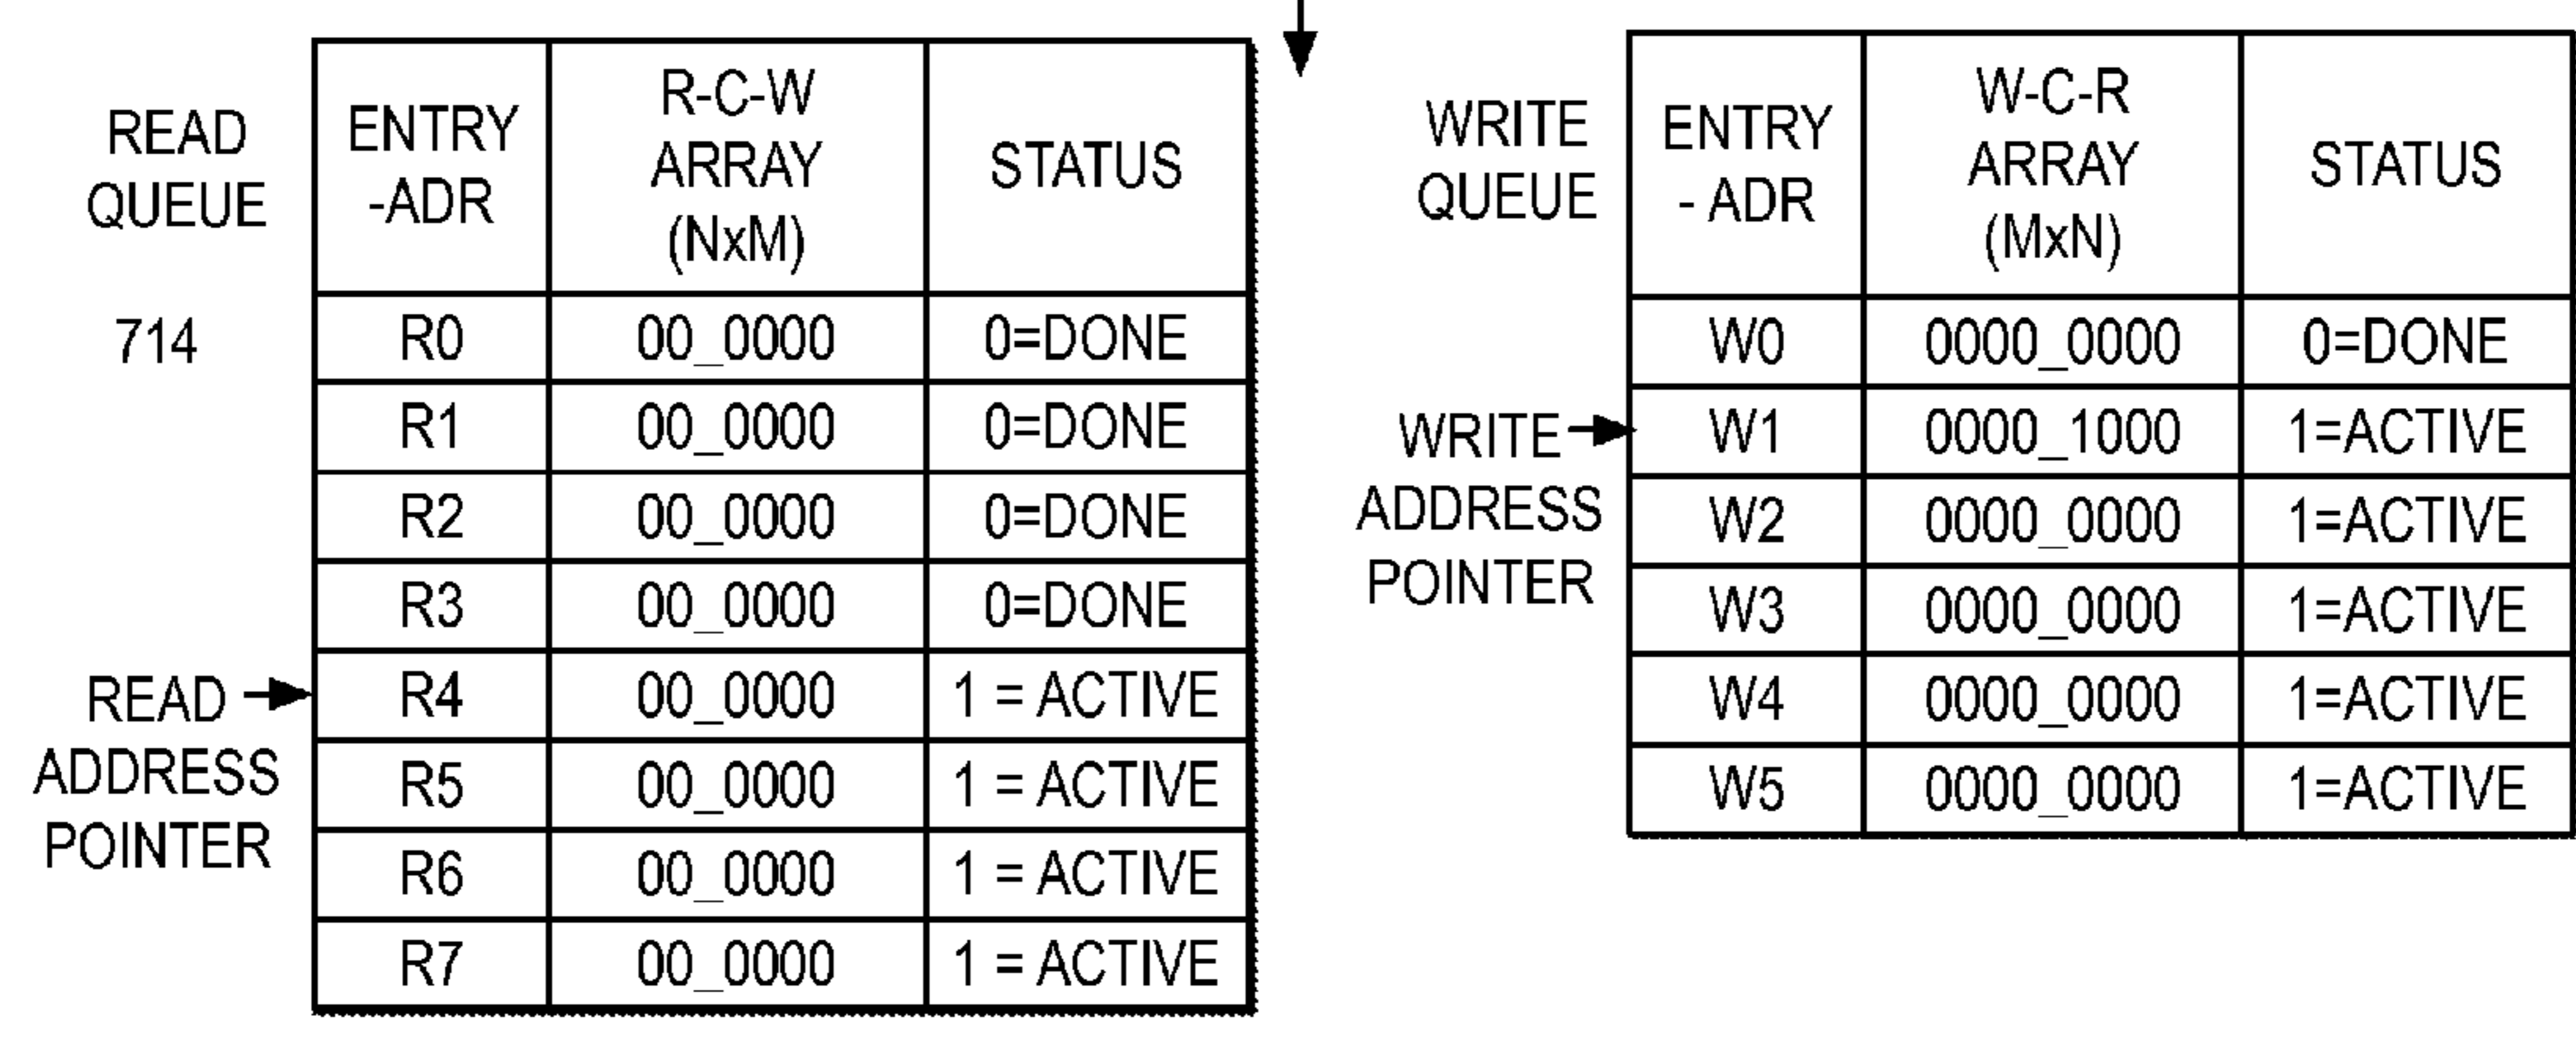 READ
QUEUE
714
READ
ADDRESS
POINTER
ENTRY
-ADR
R-C-W
ARRAY
(NxM)
STATUS
R0 00_0000 0=DONE
R1 00_0000 0=DONE
R2 00_0000 0=DONE
R3 00_0000 0=DONE
R4 00_0000 1 = ACTIVE
R5 00_0000 1 = ACTIVE
R6 00_0000 1 = ACTIVE
R7 00_0000 1 = ACTIVE
WRITE
QUEUE
WRITE
ADDRESS
POINTER
ENTRY
- ADR
W-C-R
ARRAY
(MxN)
STATUS
W0 0000_0000 0=DONE
W1 0000_1000 1=ACTIVE
W2 0000_0000 1=ACTIVE
W3 0000_0000 1=ACTIVE
W4 0000_0000 1=ACTIVE
W5 0000_0000 1=ACTIVE